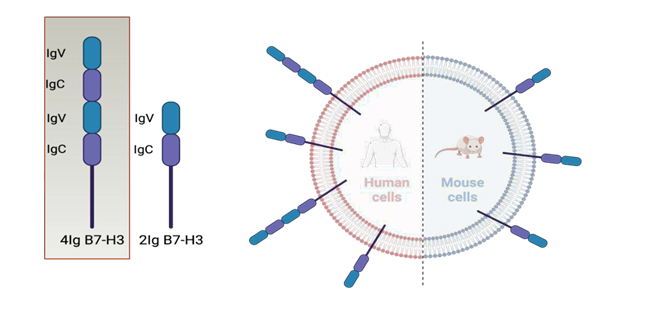 IgV
IgC
IgV
IgC
4Ig B7-H3
IgV
IgC
2Ig B7-H3
Human
cells
Mouse
cells